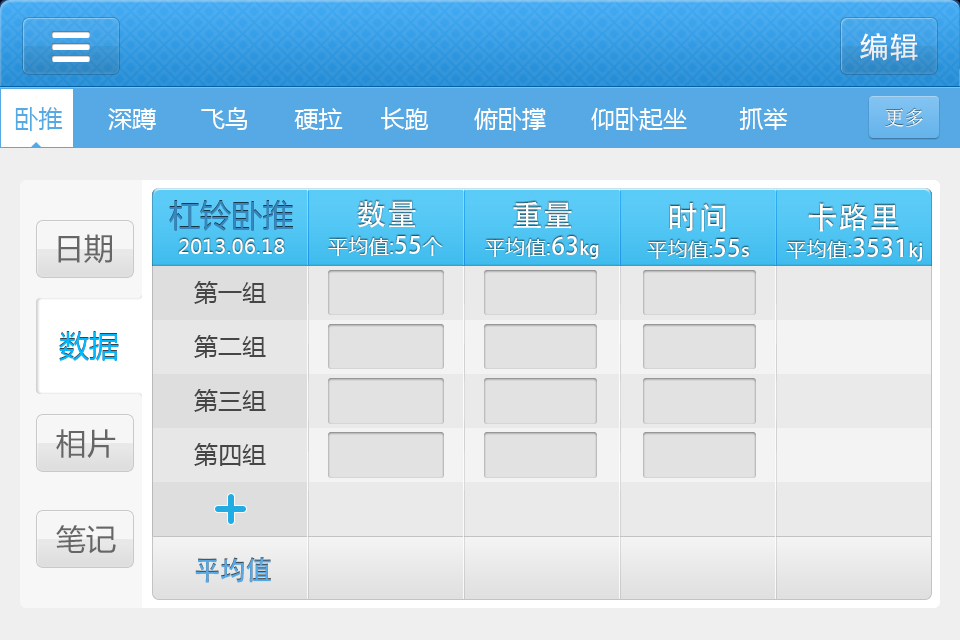 编辑
卧推 深蹲 飞鸟 硬拉 长跑 俯卧撑 仰卧起坐 抓举 更多
日期
数据
相片
笔记
杠铃卧推 数量 重量 时间 卡路里
2013.06.18 平均值:55个 平均值:63kg 平均值:55s 平均值:3531kj
第一组
第二组
第三组
第四组
平均值